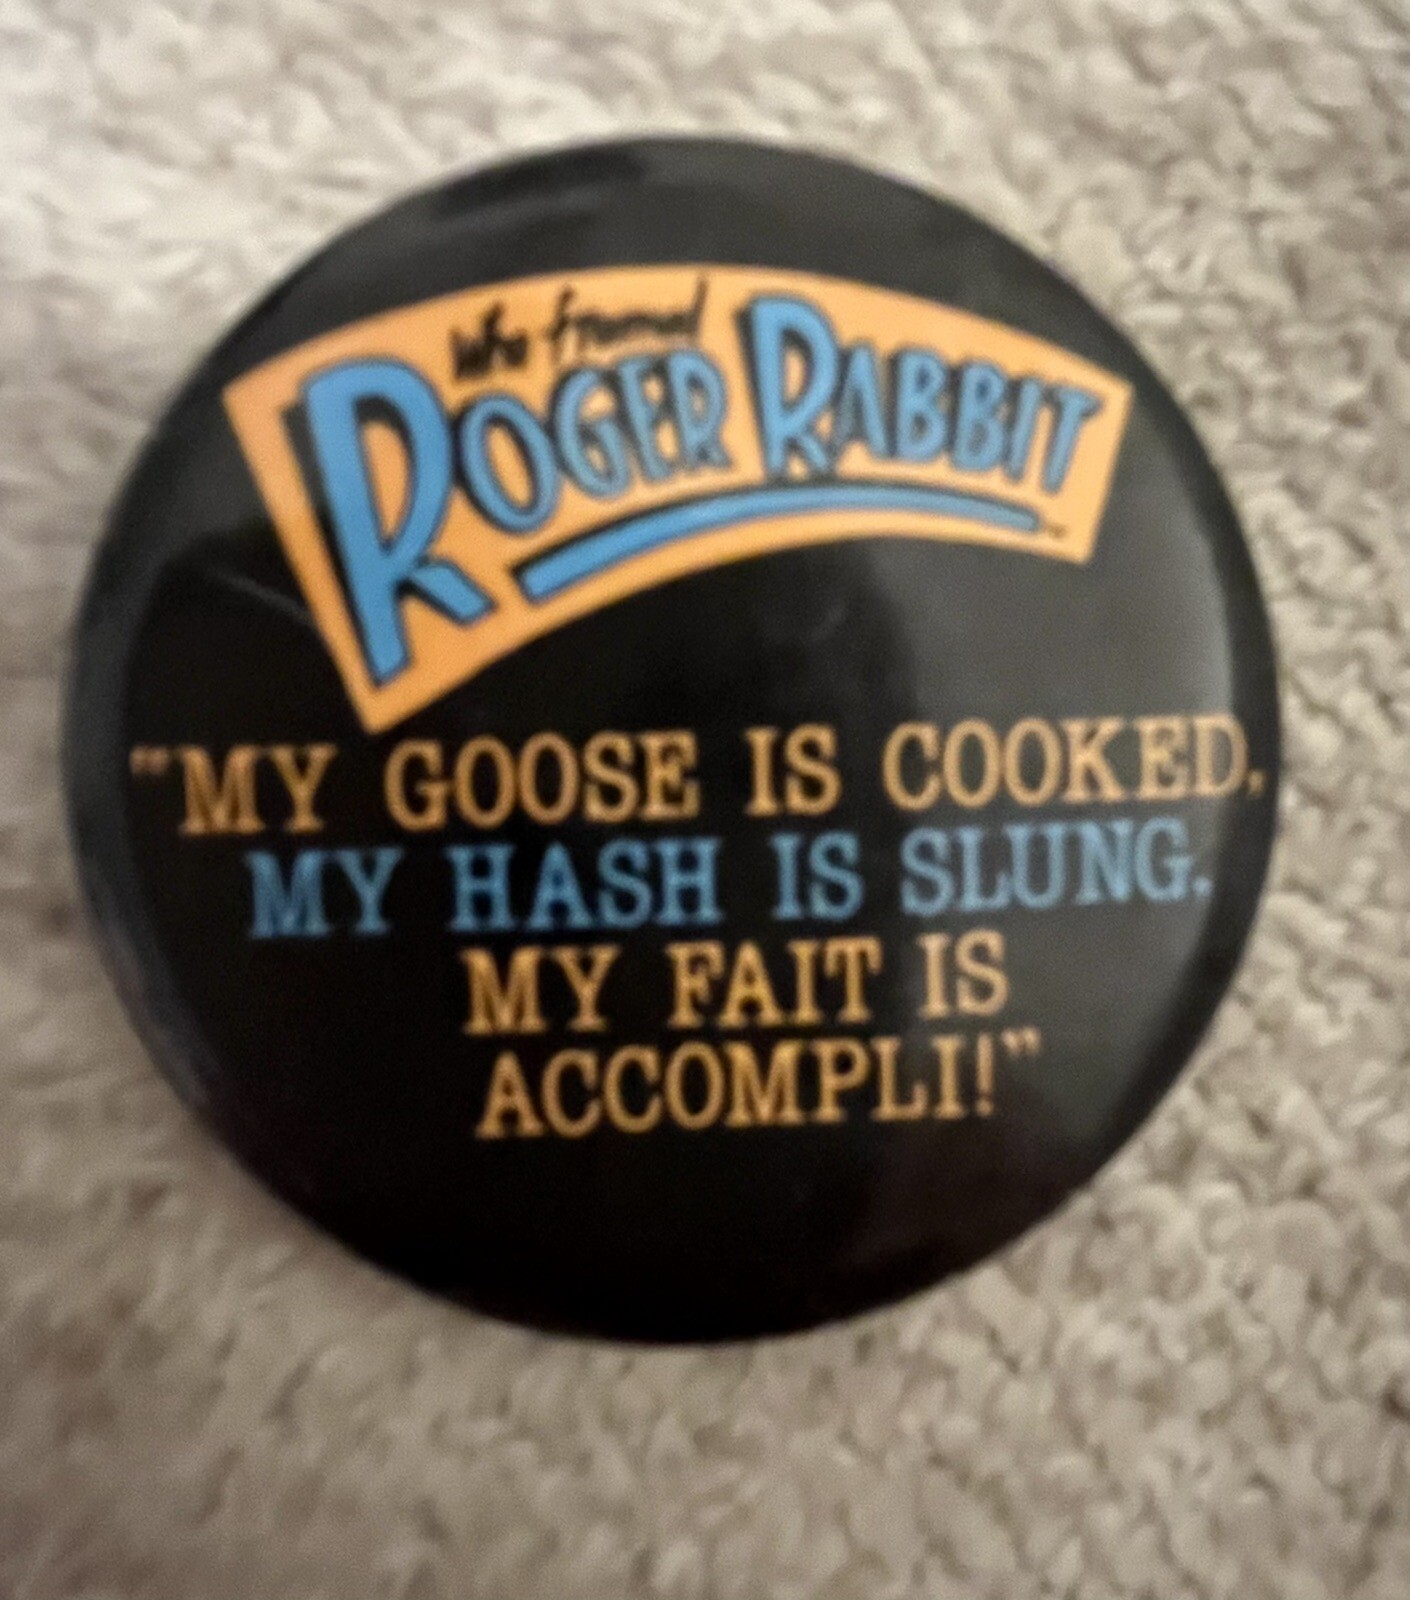 Who framed
ROGER RABBIT
"MY GOOSE IS COOKED,
MY HASH IS SLUNG,
MY FAIT IS
ACCOMPLI!"